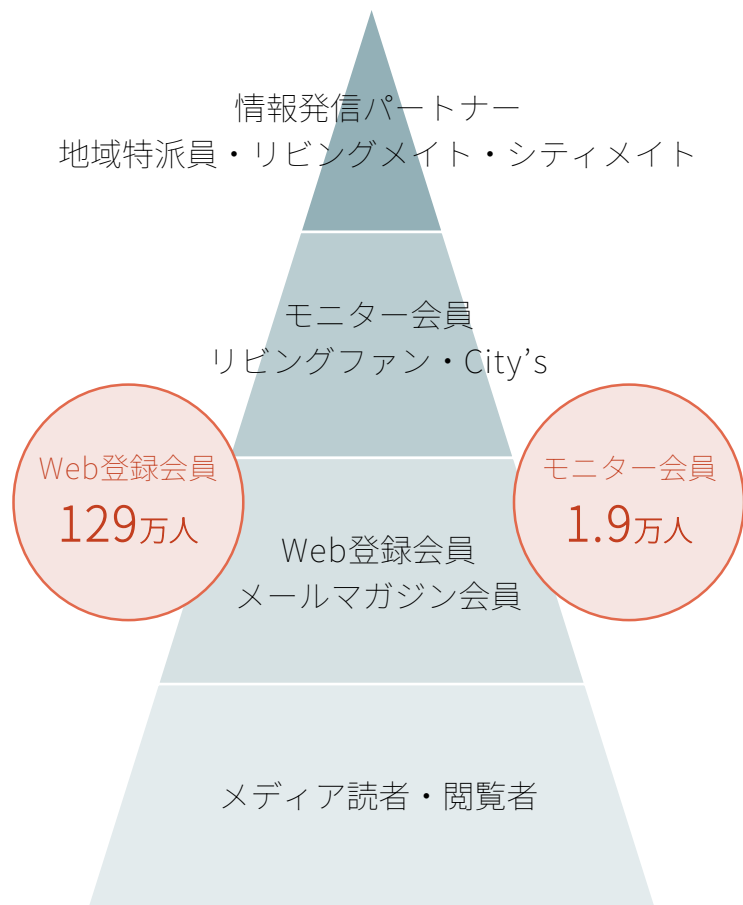 情報発信パートナー
地域特派員・リビングメイト・シティメイト
モニター会員
リビングファン・City’s
Web登録会員
129万人
モニター会員
1.9万人
Web登録会員
メールマガジン会員
メディア読者・閲覧者